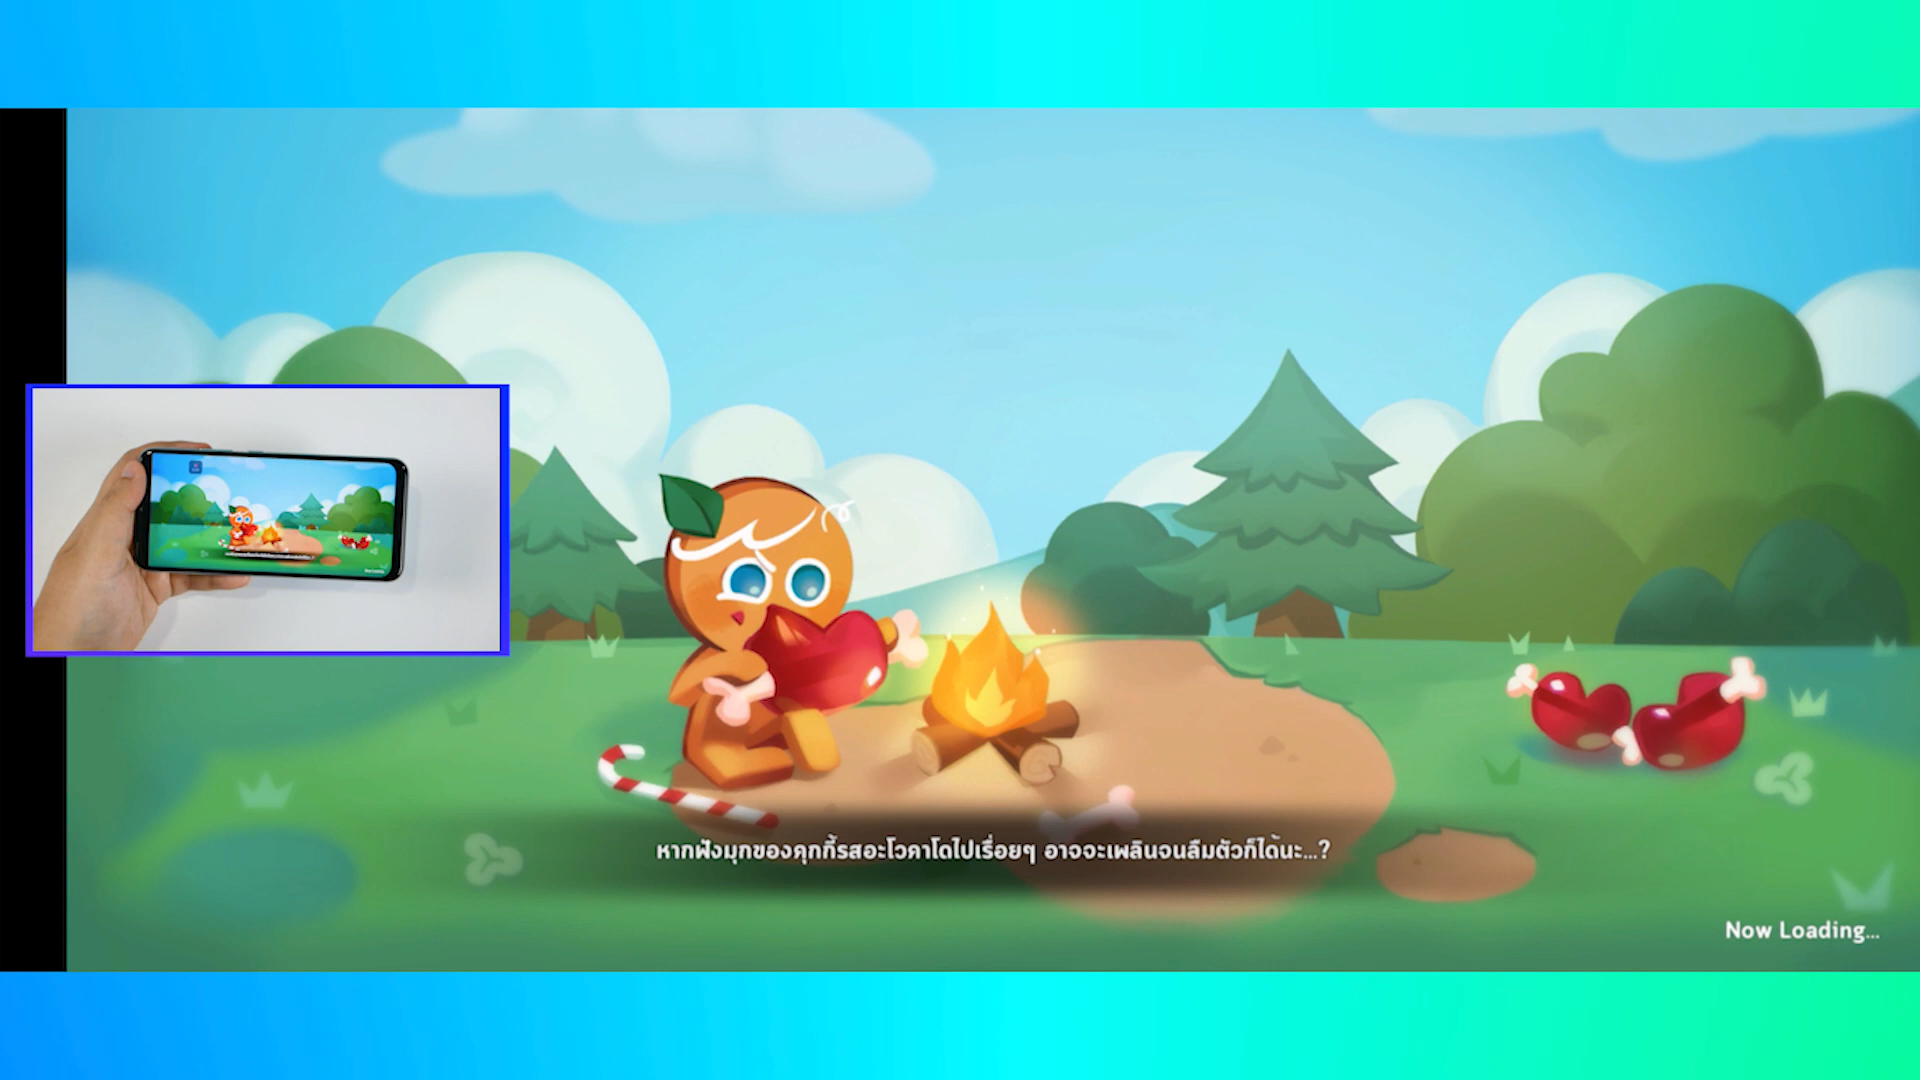 หากฟังมุกของคุกกี้รสอะโวคาโดไปเรื่อยๆ อาจจะเพลินจนลืมตัวก็ได้นะ...?
Now Loading...